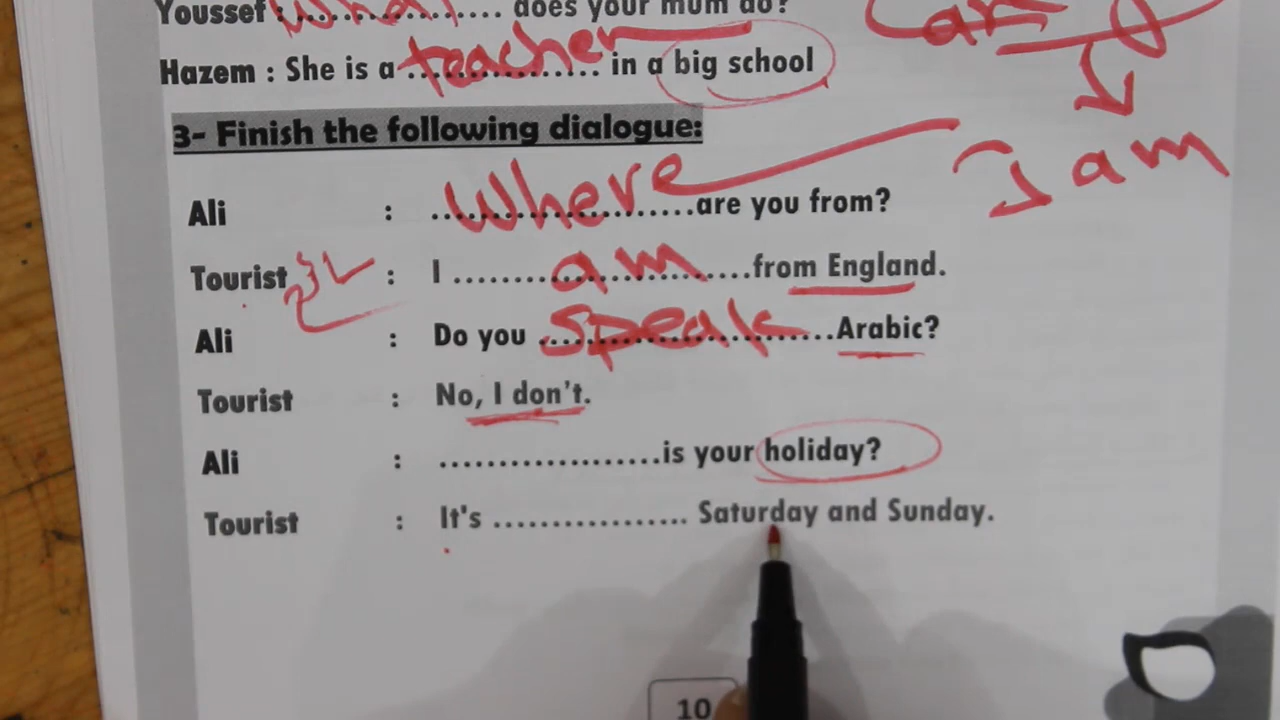 Youssef : What ............... does your mum do?
Hazem : She is a teacher ............... in a big school
3- Finish the following dialogue:
I am
Ali : Where ............... are you from?
Tourist : I ............... am ............... from England.
Ali : Do you ............... speak ............... Arabic?
Tourist : No, I don't.
Ali : ................... is your holiday?
Tourist : It's ................. Saturday and Sunday.
10